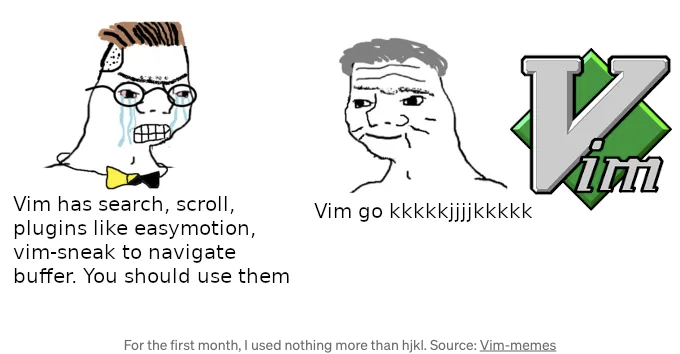 Vim has search, scroll,
plugins like easymotion,
vim-sneak to navigate
buffer. You should use them
Vim go kkkkkjjjjkkkkk
Vim
For the first month, I used nothing more than hjkl. Source: Vim-memes